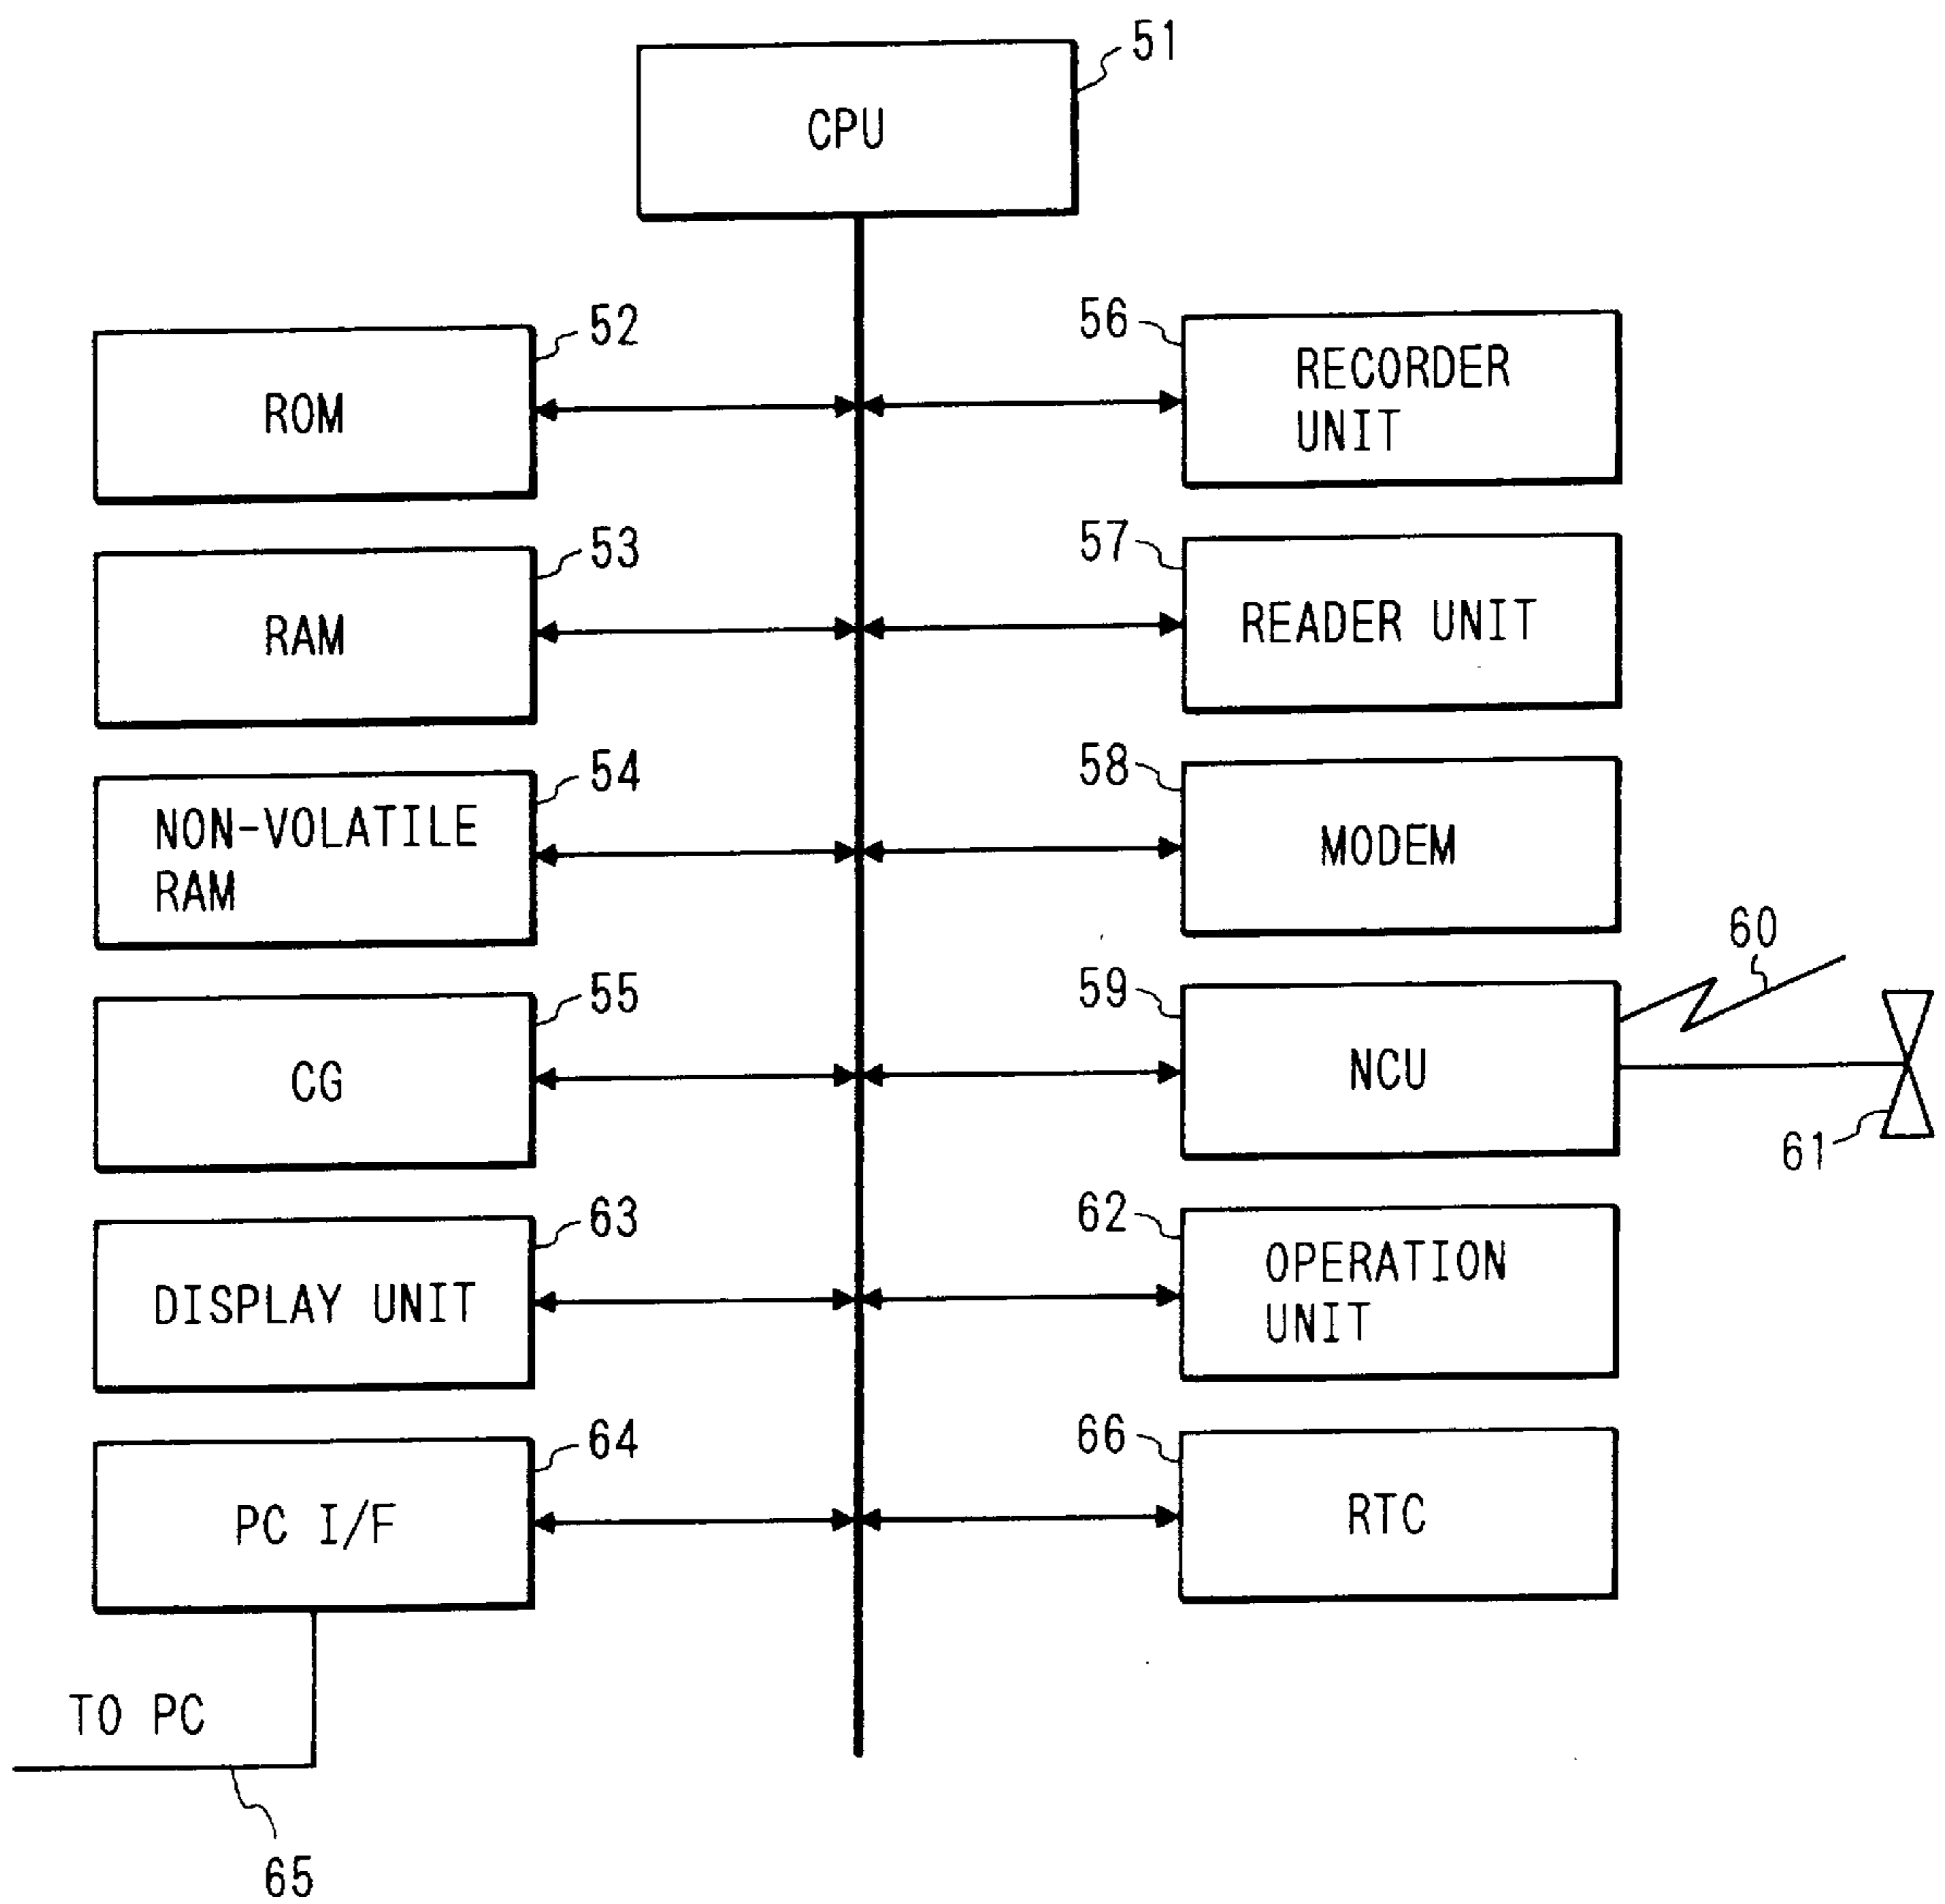 51
CPU
52
ROM
56
RECORDER
UNIT
53
RAM
57
READER UNIT
54
NON-VOLATILE
RAM
58
MODEM
55
CG
59
NCU
60
61
63
DISPLAY UNIT
62
OPERATION
UNIT
64
PC I/F
66
RTC
TO PC
65